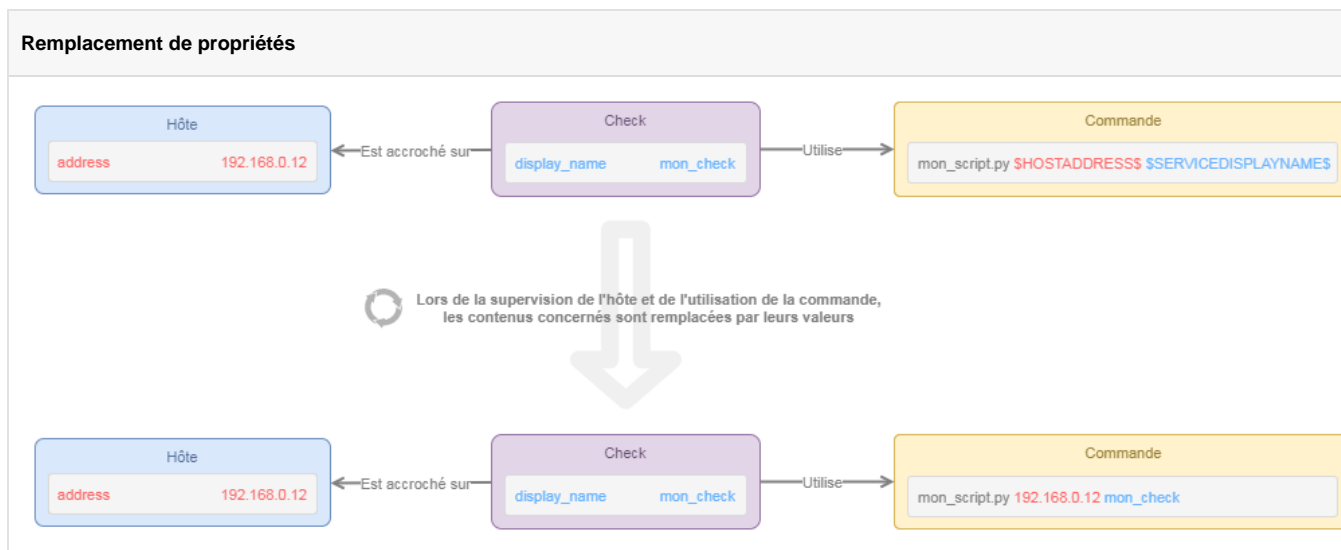 Remplacement de propriétés
Hôte
address 192.168.0.12
Est accroché sur
Check
display_name mon_check
Utilise
Commande
mon_script.py $HOSTADDRESS$ $SERVICEDISPLAYNAME$
Lors de la supervision de l'hôte et de l'utilisation de la commande,
les contenus concernés sont remplacées par leurs valeurs
Hôte
address 192.168.0.12
Est accroché sur
Check
display_name mon_check
Utilise
Commande
mon_script.py 192.168.0.12 mon_check